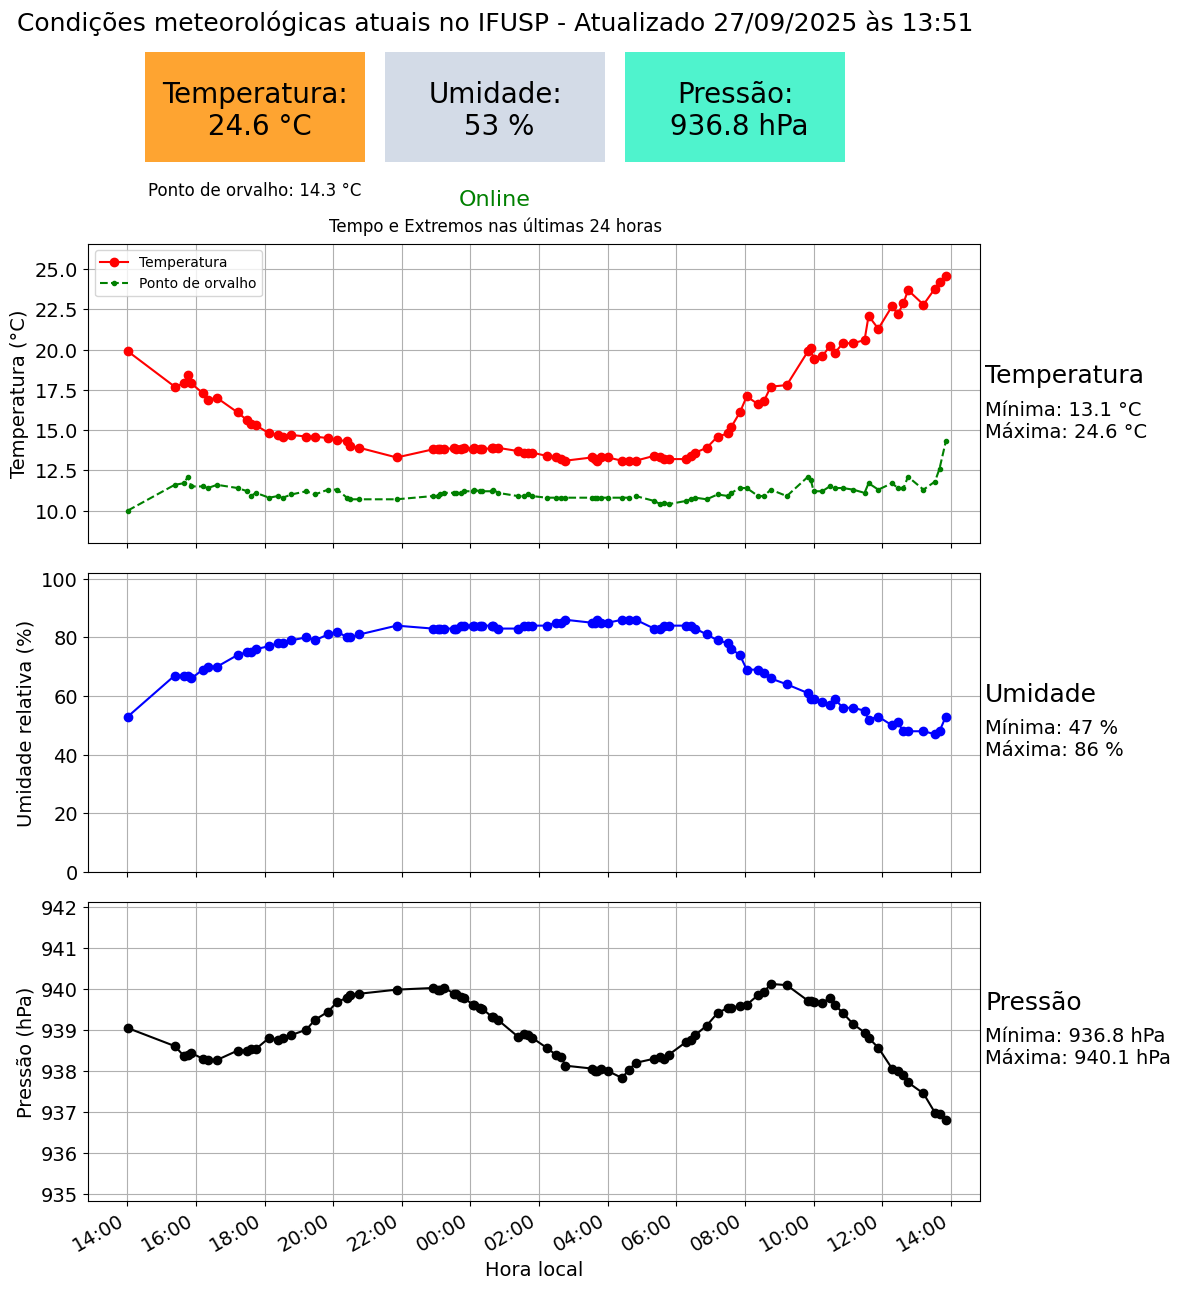 Condições meteorológicas atuais no IFUSP - Atualizado 27/09/2025 às 13:51
Temperatura:
24.6 °C
Umidade:
53 %
Pressão:
936.8 hPa
Ponto de orvalho: 14.3 °C
Online
Tempo e Extremos nas últimas 24 horas
Temperatura
Ponto de orvalho
Temperatura (°C)
25.0
22.5
20.0
17.5
15.0
12.5
10.0
Temperatura
Mínima: 13.1 °C
Máxima: 24.6 °C
Umidade relativa (%)
100
80
60
40
20
0
Umidade
Mínima: 47 %
Máxima: 86 %
Pressão (hPa)
942
941
940
939
938
937
936
935
Pressão
Mínima: 936.8 hPa
Máxima: 940.1 hPa
14:00 16:00 18:00 20:00 22:00 00:00 02:00 04:00 06:00 08:00 10:00 12:00 14:00
Hora local